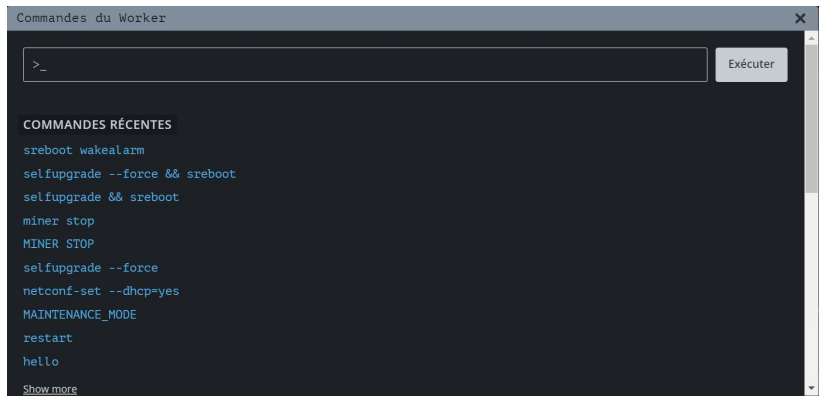 Commandes du Worker
>_
Exécuter
COMMANDES RÉCENTES
sreboot wakealarm
selfupgrade --force && sreboot
selfupgrade && sreboot
miner stop
MINER STOP
selfupgrade --force
netconf-set --dhcp=yes
MAINTENANCE_MODE
restart
hello
Show more